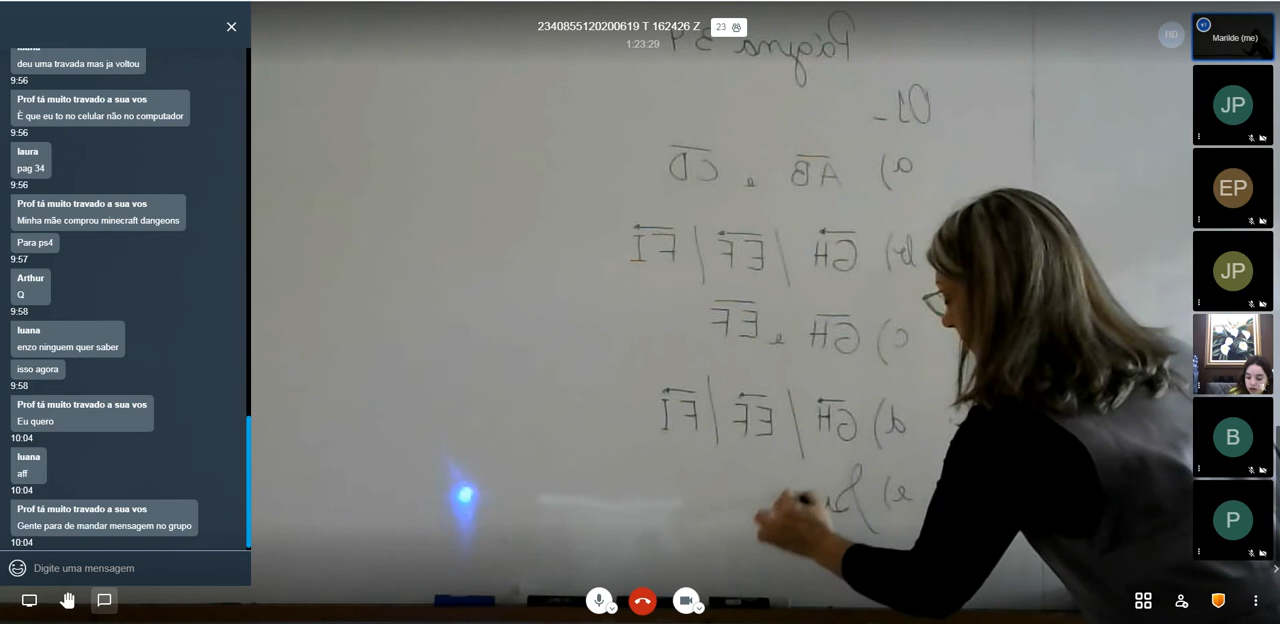 2340855120200619 T 162426 Z
23
1:23:29
deu uma travada mas ja voltou
9:56
Prof tá muito travado a sua vos
È que eu to no celular não no computador
9:56
laura
pag 34
9:56
Prof tá muito travado a sua vos
Minha mãe comprou minecraft dangeons
Para ps4
9:57
Arthur
Q
9:58
luana
enzo ninguem quer saber
isso agora
9:58
Prof tá muito travado a sua vos
Eu quero
10:04
luana
aff
10:04
Prof tá muito travado a sua vos
Gente para de mandar mensagem no grupo
10:04
Digite uma mensagem
Página 34
01-
a) AB e CD
b) GH / EF / FI
c) GH e EF
d) GH / EF / FI
e)
HD
Marilde (me)
JP
EP
JP
B
P